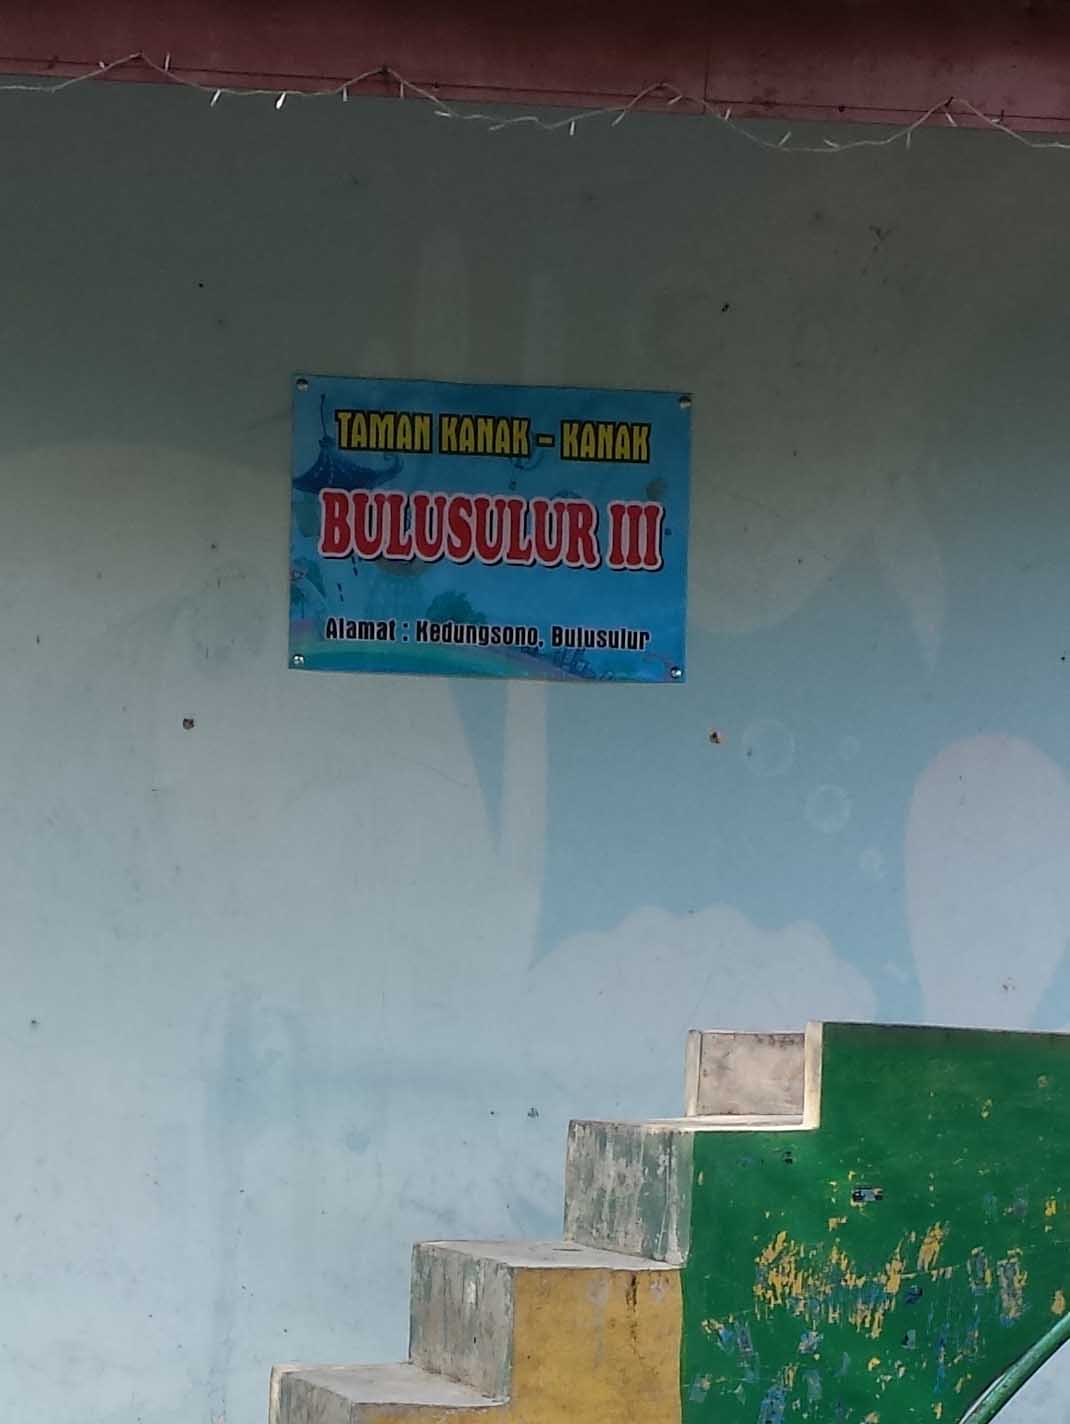 TAMAN KANAK - KANAK
BULUSULUR III
Alamat : Kedungsono, Bulusulur